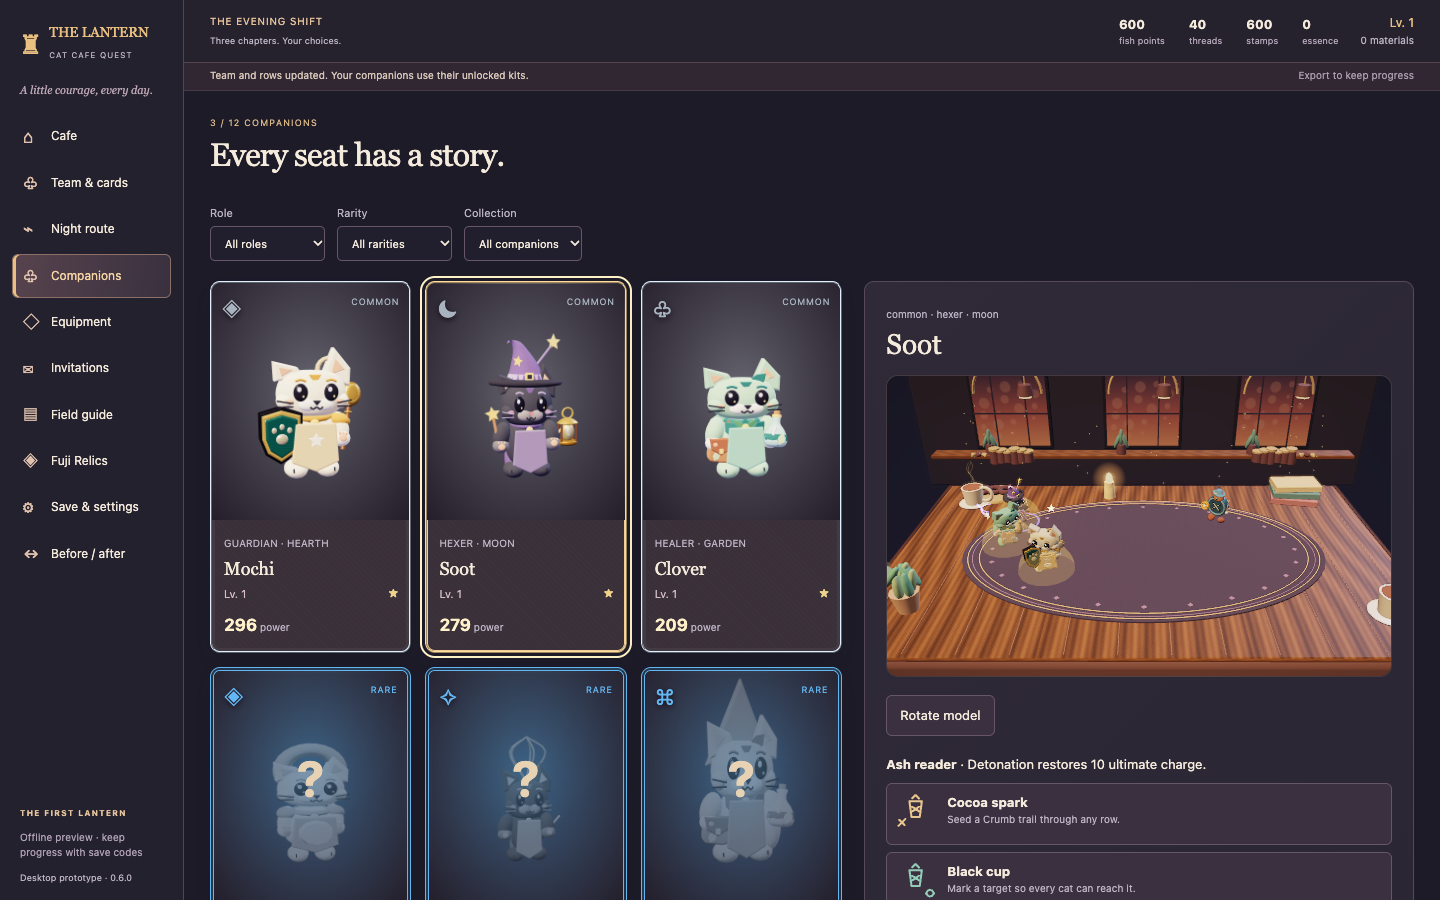 THE LANTERN
CAT CAFE QUEST
A little courage, every day.
Cafe
Team & cards
Night route
Companions
Equipment
Invitations
Field guide
Fuji Relics
Save & settings
Before / after
THE FIRST LANTERN
Offline preview · keep
progress with save codes
Desktop prototype · 0.6.0
THE EVENING SHIFT
Three chapters. Your choices.
600
fish points
40
threads
600
stamps
0
essence
Lv. 1
0 materials
Team and rows updated. Your companions use their unlocked kits.
Export to keep progress
3 / 12 COMPANIONS
Every seat has a story.
Role
Rarity
Collection
All roles
All rarities
All companions
COMMON
GUARDIAN · HEARTH
Mochi
Lv. 1
296 power
COMMON
HEXER · MOON
Soot
Lv. 1
279 power
COMMON
HEALER · GARDEN
Clover
Lv. 1
209 power
RARE
?
RARE
?
RARE
?
common · hexer · moon
Soot
Rotate model
Ash reader · Detonation restores 10 ultimate charge.
Cocoa spark
Seed a Crumb trail through any row.
Black cup
Mark a target so every cat can reach it.